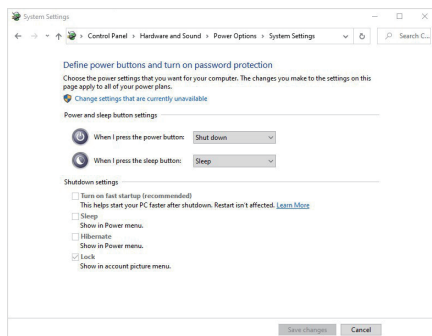 System Settings
Control Panel > Hardware and Sound > Power Options > System Settings
Search C...
Define power buttons and turn on password protection
Choose the power settings that you want for your computer. The changes you make to the settings on this
page apply to all of your power plans.
Change settings that are currently unavailable
Power and sleep button settings
When I press the power button: Shut down
When I press the sleep button: Sleep
Shutdown settings
Turn on fast startup (recommended)
This helps start your PC faster after shutdown. Restart isn't affected. Learn More
Sleep
Show in Power menu.
Hibernate
Show in Power menu.
Lock
Show in account picture menu.
Save changes Cancel